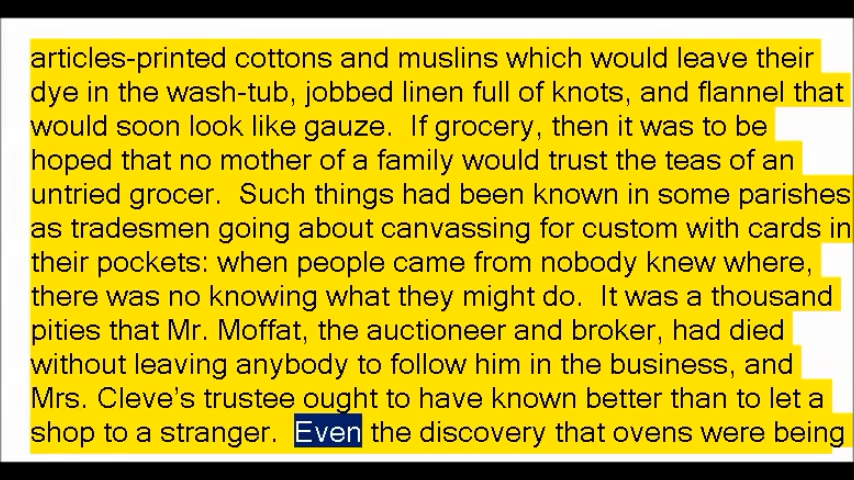 articles-printed cottons and muslins which would leave their
dye in the wash-tub, jobbed linen full of knots, and flannel that
would soon look like gauze.  If grocery, then it was to be
hoped that no mother of a family would trust the teas of an
untried grocer.  Such things had been known in some parishes
as tradesmen going about canvassing for custom with cards in
their pockets: when people came from nobody knew where,
there was no knowing what they might do.  It was a thousand
pities that Mr. Moffat, the auctioneer and broker, had died
without leaving anybody to follow him in the business, and
Mrs. Cleve’s trustee ought to have known better than to let a
shop to a stranger.  Even the discovery that ovens were being